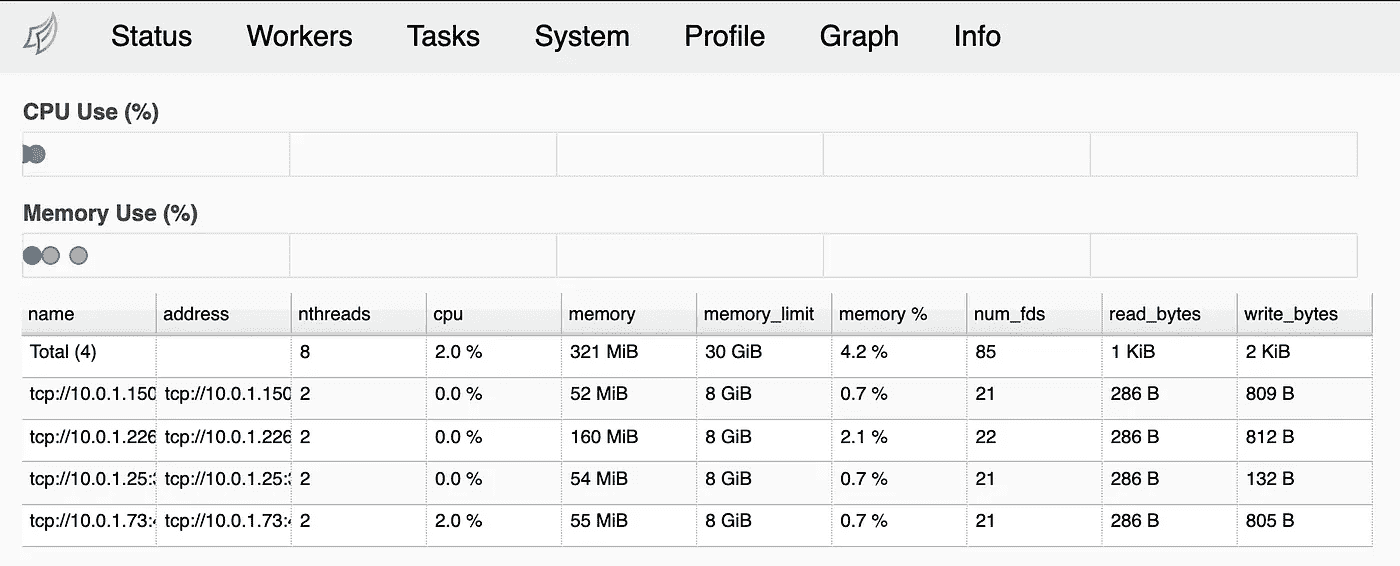 Status Workers Tasks System Profile Graph Info
CPU Use (%)
Memory Use (%)
name address nthreads cpu memory memory_limit memory % num_fds read_bytes write_bytes
Total (4) 8 2.0 % 321 MiB 30 GiB 4.2 % 85 1 KiB 2 KiB
tcp://10.0.1.150 tcp://10.0.1.150 2 0.0 % 52 MiB 8 GiB 0.7 % 21 286 B 809 B
tcp://10.0.1.226 tcp://10.0.1.226 2 0.0 % 160 MiB 8 GiB 2.1 % 22 286 B 812 B
tcp://10.0.1.25: tcp://10.0.1.25: 2 0.0 % 54 MiB 8 GiB 0.7 % 21 286 B 132 B
tcp://10.0.1.73: tcp://10.0.1.73: 2 2.0 % 55 MiB 8 GiB 0.7 % 21 286 B 805 B